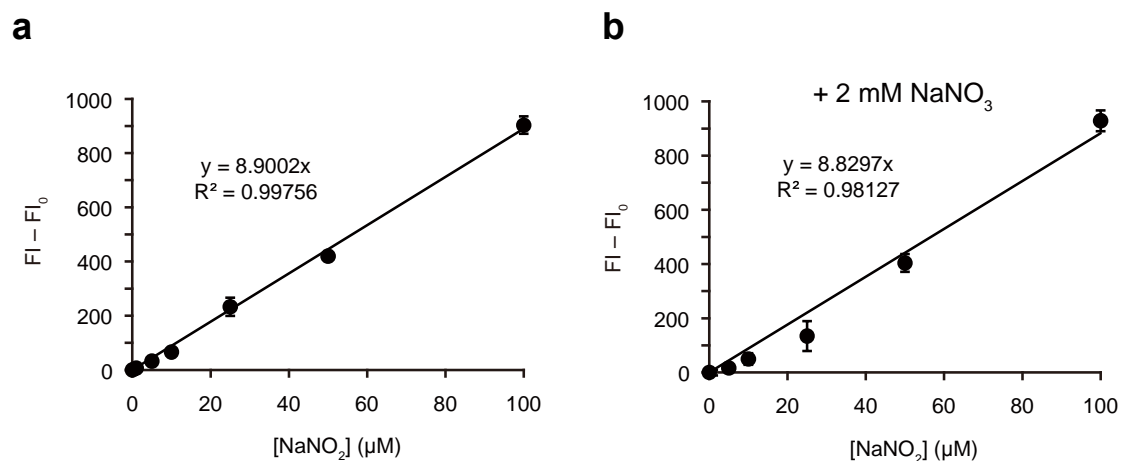 a
1000
800
600
400
200
0
FI – FI₀
y = 8.9002x
R² = 0.99756
0 20 40 60 80 100
[NaNO₂] (μM)
b
+ 2 mM NaNO₃
1000
800
600
400
200
0
FI – FI₀
y = 8.8297x
R² = 0.98127
0 20 40 60 80 100
[NaNO₂] (μM)